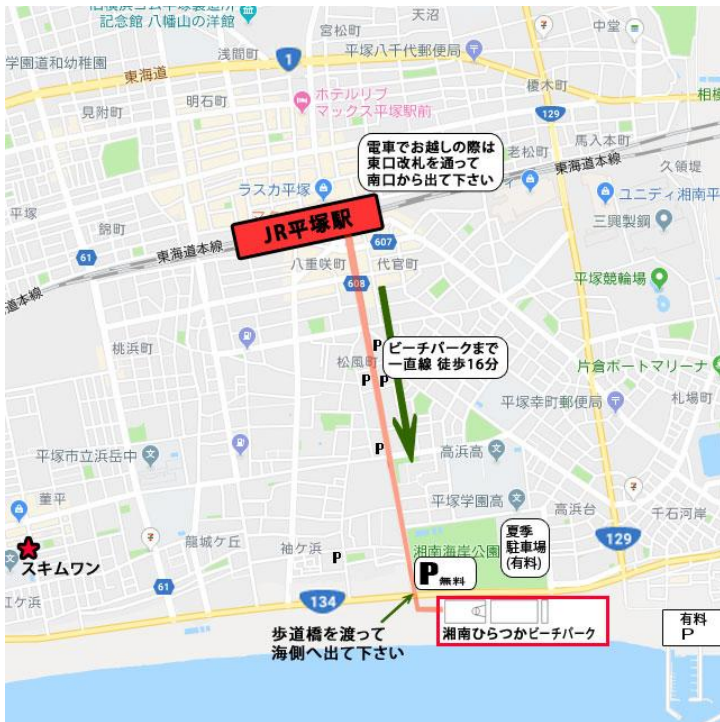 記念館 八幡山の洋館
天沼
宮松町
中堂
浅間町
平塚八千代郵便局
学園道和幼稚園
東海道
1
榎木町
見附町
明石町
ホテルリブ
マックス平塚駅前
129
相模
馬入本町
電車でお越しの際は
東口改札を通って
南口から出て下さい
老松町
東海道本線
久領堤
ラスカ平塚
ユニディ湘南平
平塚
錦町
JR平塚駅
三興製鋼
607
61
東海道本線
八重咲町
代官町
608
平塚競輪場
道本線
桃浜町
P
ビーチパークまで
一直線 徒歩16分
松風町
P
P
片倉ボートマリーナ
札場町
平塚幸町郵便局
P
平塚市立浜岳中
高浜高
菫平
平塚学園高
高浜台
千石河岸
スキムワン
龍城ケ丘
袖ケ浜
P
湘南海岸公園
夏季
駐車場
(有料)
129
P 無料
61
134
歩道橋を渡って
海側へ出て下さい
湘南ひらつかビーチパーク
有料
P